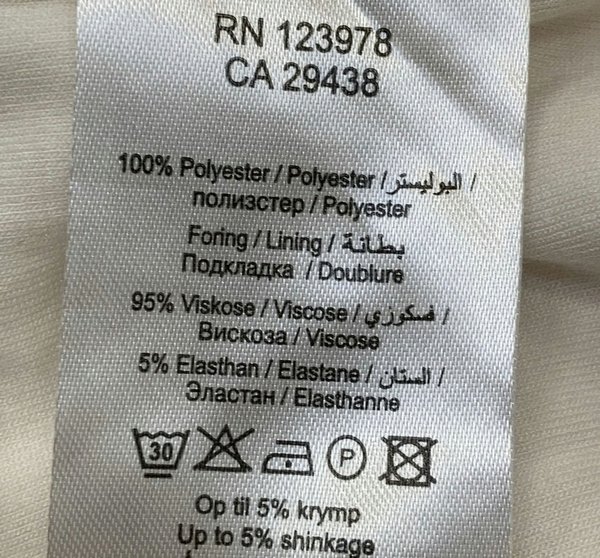 RN 123978
CA 29438
100% Polyester / Polyester / البوليستر /
полиэстер / Polyester
Foring / Lining / بطانة /
Подкладка / Doublure
95% Viskose / Viscose / فسكوزي /
Вискоза / Viscose
5% Elasthan / Elastane / الستان /
Эластан / Elasthanne
30 P
Op til 5% krymp
Up to 5% shinkage